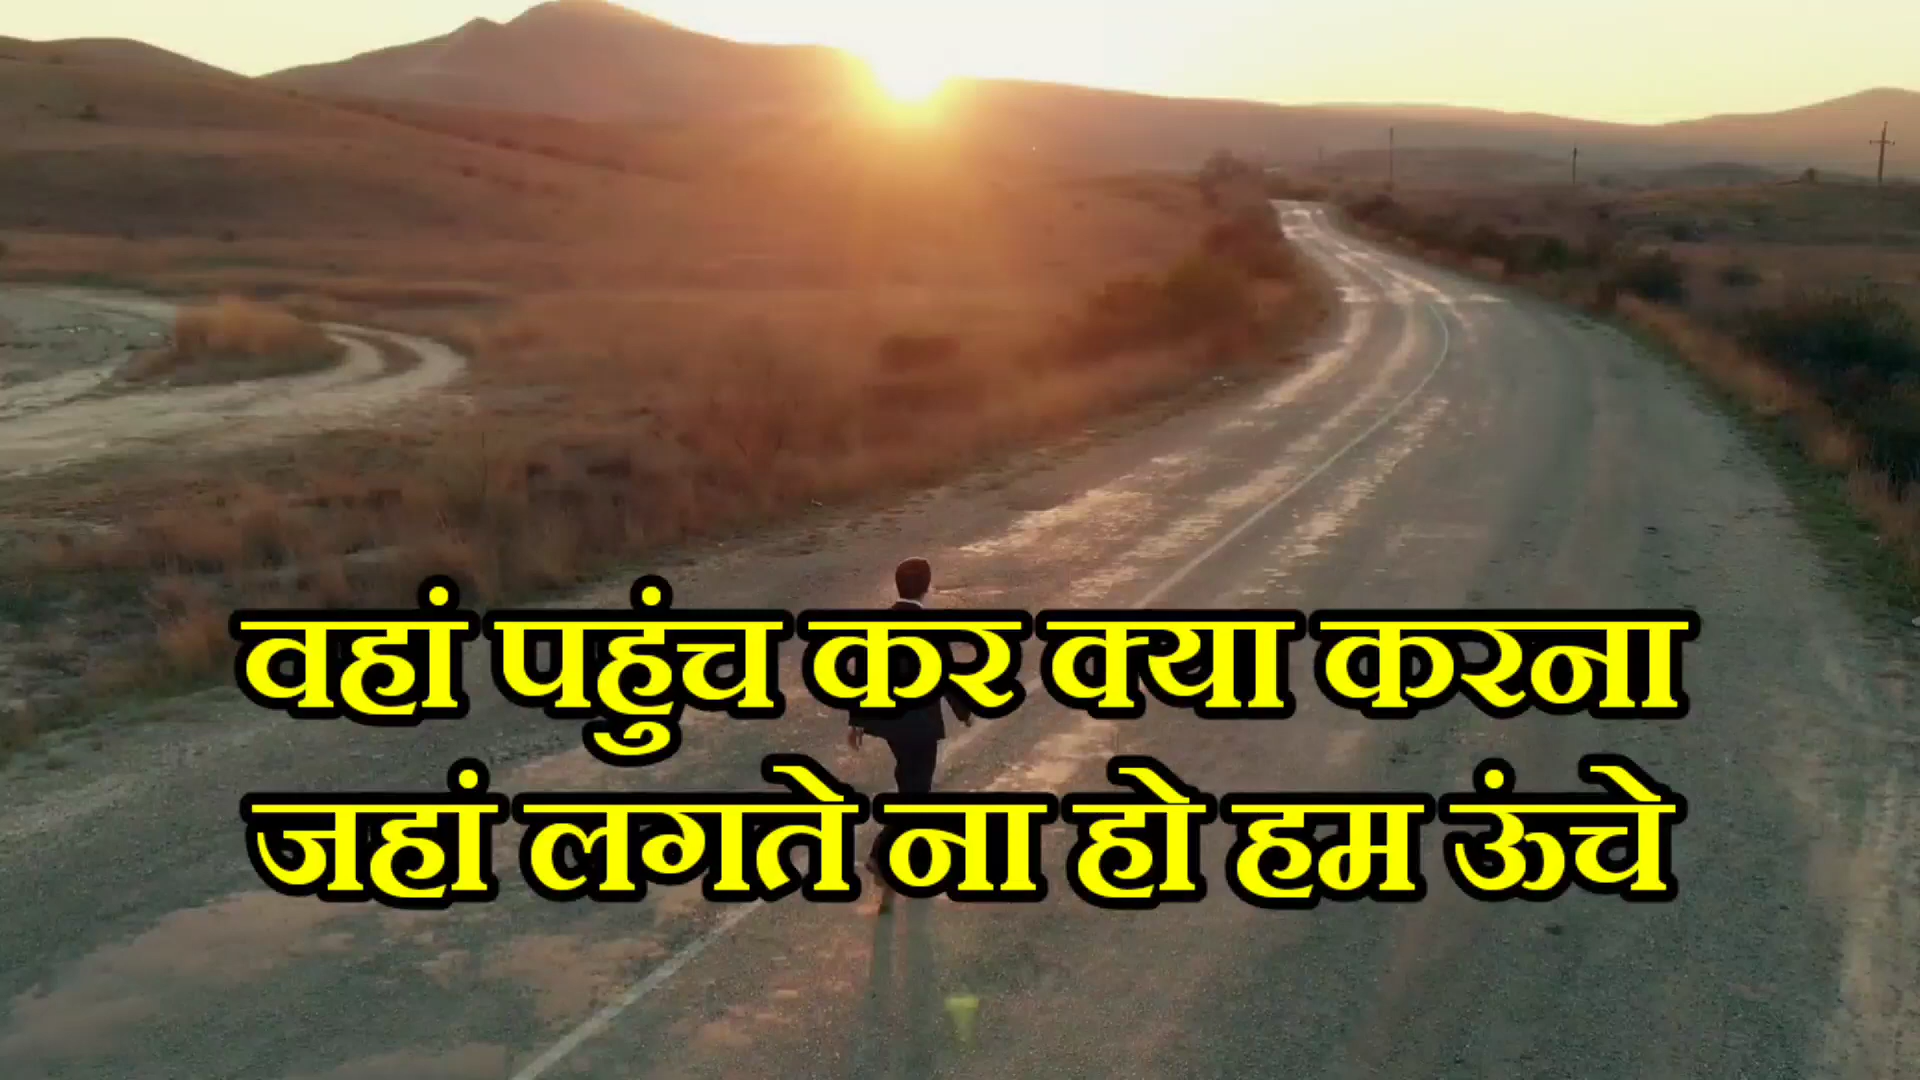 वहां पहुंच कर क्या करना
जहां लगते ना हो हम ऊंचे